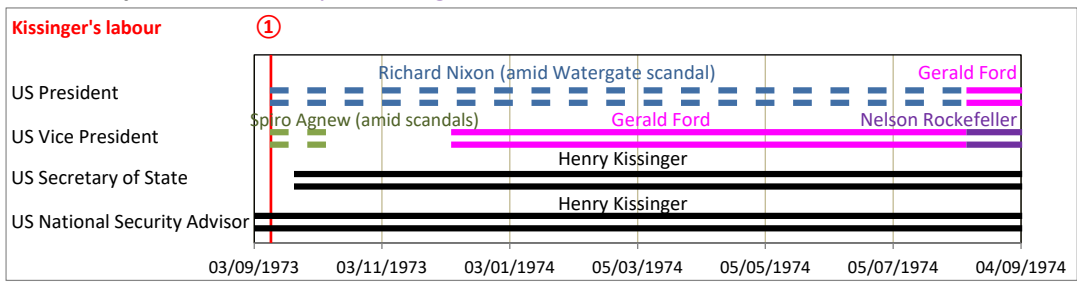 Kissinger's labour ①
Richard Nixon (amid Watergate scandal) Gerald Ford
US President
Spiro Agnew (amid scandals) Gerald Ford Nelson Rockefeller
US Vice President
Henry Kissinger
US Secretary of State
Henry Kissinger
US National Security Advisor
03/09/1973 03/11/1973 03/01/1974 05/03/1974 05/05/1974 05/07/1974 04/09/1974